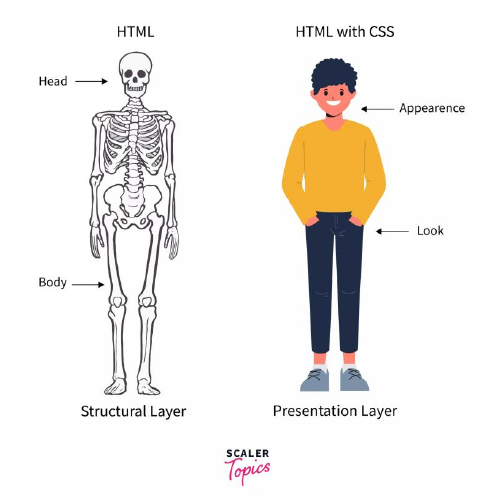 HTML
HTML with CSS
Head
Appearence
Look
Body
Structural Layer
Presentation Layer
SCALER
Topics